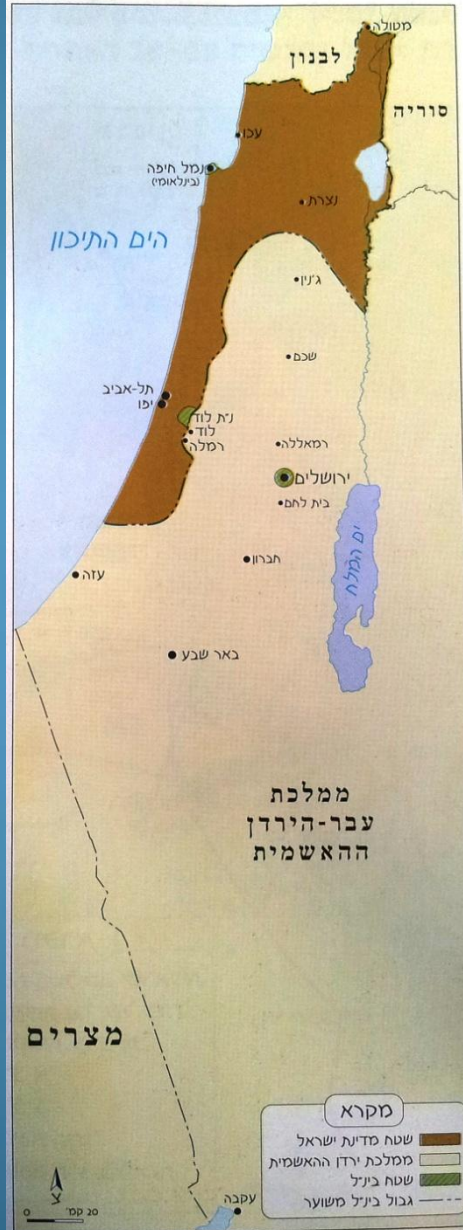 מטולה
לבנון
סוריה
עכו
נמל חיפה
(בינלאומי)
נצרת
הים התיכון
ג׳נין
שכם
תל-אביב
יפו
נ״ת לוד
לוד
רמלה
רמאללה
ירושלים
בית לחם
ים המלח
חברון
עזה
באר שבע
ממלכת
עבר-הירדן
ההאשמית
מצרים
מקרא
שטח מדינת ישראל
ממלכת ירדן ההאשמית
שטח בינ״ל
גבול בינ״ל משוער
צ
0 20 קמ׳
עקבה